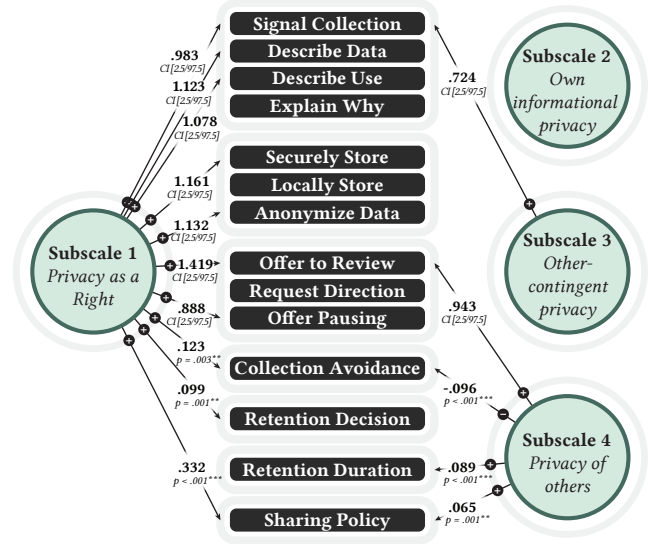 Signal Collection
Describe Data
Describe Use
Explain Why
Securely Store
Locally Store
Anonymize Data
Offer to Review
Request Direction
Offer Pausing
Collection Avoidance
Retention Decision
Retention Duration
Sharing Policy
Subscale 1
Privacy as a
Right
.983
CI [2.5/97.5]
1.123
CI [2.5/97.5]
1.078
CI [2.5/97.5]
1.161
CI [2.5/97.5]
1.132
CI [2.5/97.5]
1.419
CI [2.5/97.5]
.888
CI [2.5/97.5]
.123
p = .003**
.099
p = .001**
.332
p < .001***
Subscale 2
Own
informational
privacy
Subscale 3
Other-
contingent
privacy
.724
CI [2.5/97.5]
Subscale 4
Privacy of
others
.943
CI [2.5/97.5]
-.096
p < .001***
.089
p < .001***
.065
p = .001**